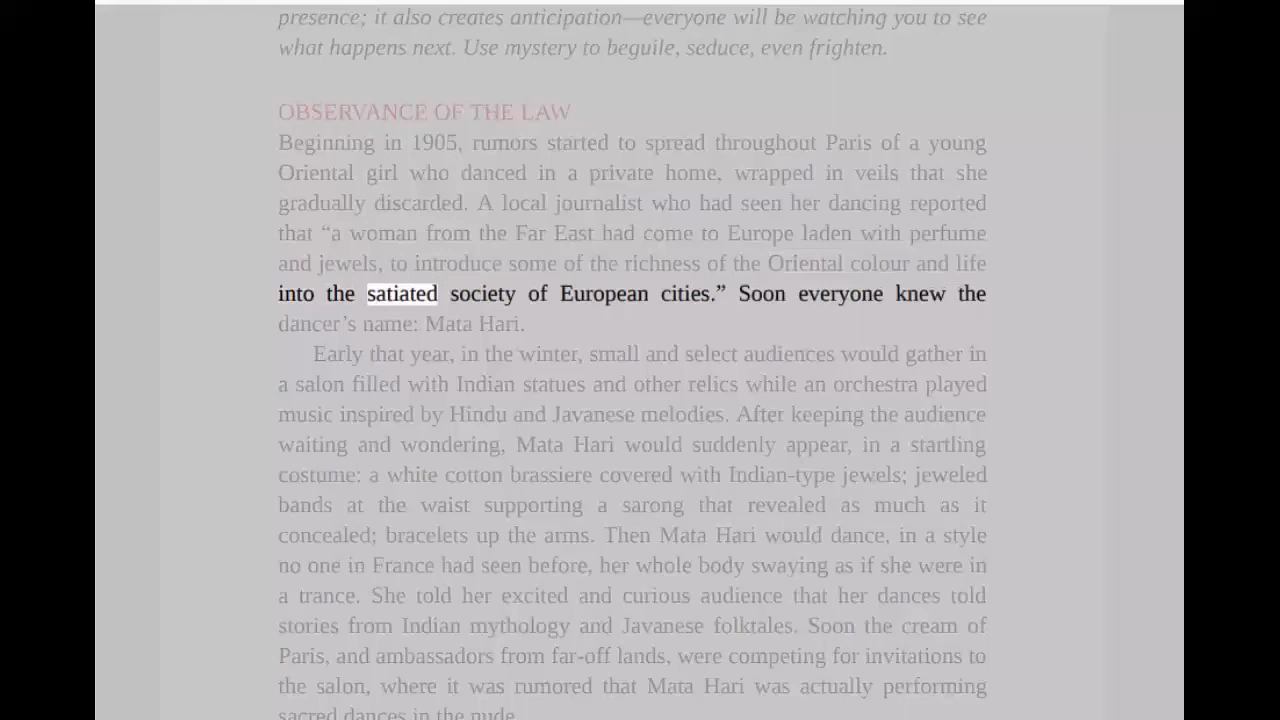 presence; it also creates anticipation—everyone will be watching you to see
what happens next. Use mystery to beguile, seduce, even frighten.
OBSERVANCE OF THE LAW
Beginning in 1905, rumors started to spread throughout Paris of a young
Oriental girl who danced in a private home, wrapped in veils that she
gradually discarded. A local journalist who had seen her dancing reported
that “a woman from the Far East had come to Europe laden with perfume
and jewels, to introduce some of the richness of the Oriental colour and life
into the satiated society of European cities.” Soon everyone knew the
dancer’s name: Mata Hari.
Early that year, in the winter, small and select audiences would gather in
a salon filled with Indian statues and other relics while an orchestra played
music inspired by Hindu and Javanese melodies. After keeping the audience
waiting and wondering, Mata Hari would suddenly appear, in a startling
costume: a white cotton brassiere covered with Indian-type jewels; jeweled
bands at the waist supporting a sarong that revealed as much as it
concealed; bracelets up the arms. Then Mata Hari would dance, in a style
no one in France had seen before, her whole body swaying as if she were in
a trance. She told her excited and curious audience that her dances told
stories from Indian mythology and Javanese folktales. Soon the cream of
Paris, and ambassadors from far-off lands, were competing for invitations to
the salon, where it was rumored that Mata Hari was actually performing
sacred dances in the nude.